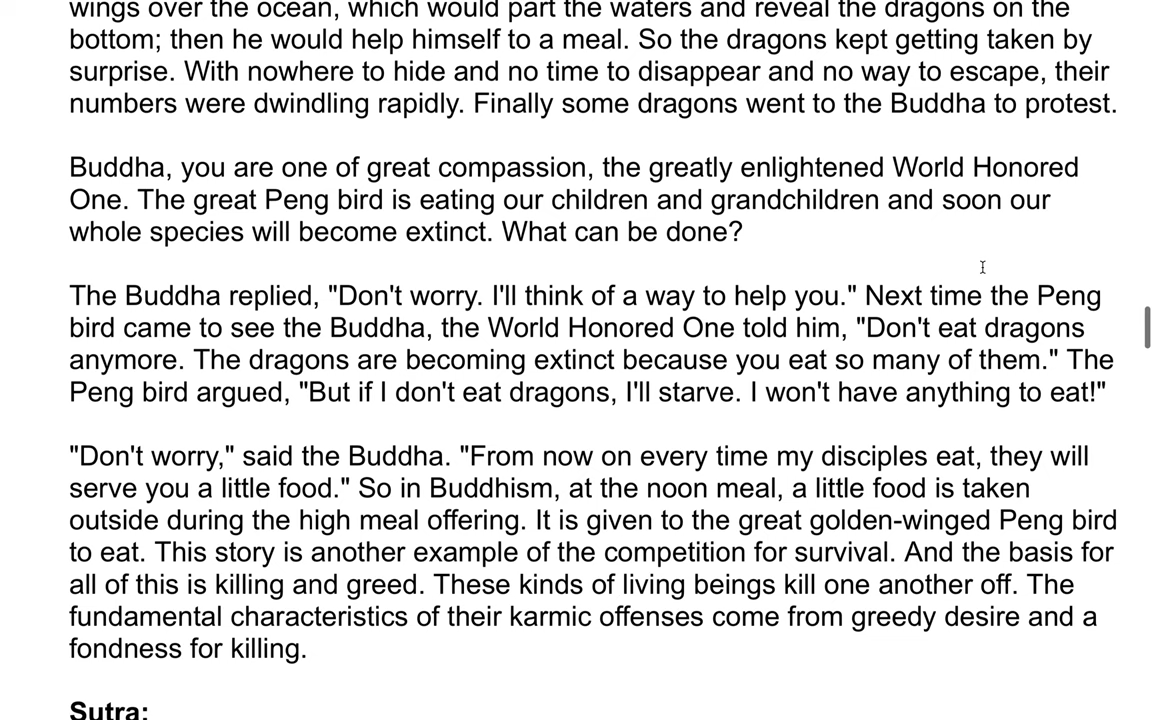 wings over the ocean, which would part the waters and reveal the dragons on the
bottom; then he would help himself to a meal. So the dragons kept getting taken by
surprise. With nowhere to hide and no time to disappear and no way to escape, their
numbers were dwindling rapidly. Finally some dragons went to the Buddha to protest.
Buddha, you are one of great compassion, the greatly enlightened World Honored
One. The great Peng bird is eating our children and grandchildren and soon our
whole species will become extinct. What can be done?
The Buddha replied, "Don't worry. I'll think of a way to help you." Next time the Peng
bird came to see the Buddha, the World Honored One told him, "Don't eat dragons
anymore. The dragons are becoming extinct because you eat so many of them." The
Peng bird argued, "But if I don't eat dragons, I'll starve. I won't have anything to eat!"
"Don't worry," said the Buddha. "From now on every time my disciples eat, they will
serve you a little food." So in Buddhism, at the noon meal, a little food is taken
outside during the high meal offering. It is given to the great golden-winged Peng bird
to eat. This story is another example of the competition for survival. And the basis for
all of this is killing and greed. These kinds of living beings kill one another off. The
fundamental characteristics of their karmic offenses come from greedy desire and a
fondness for killing.
Sutra: